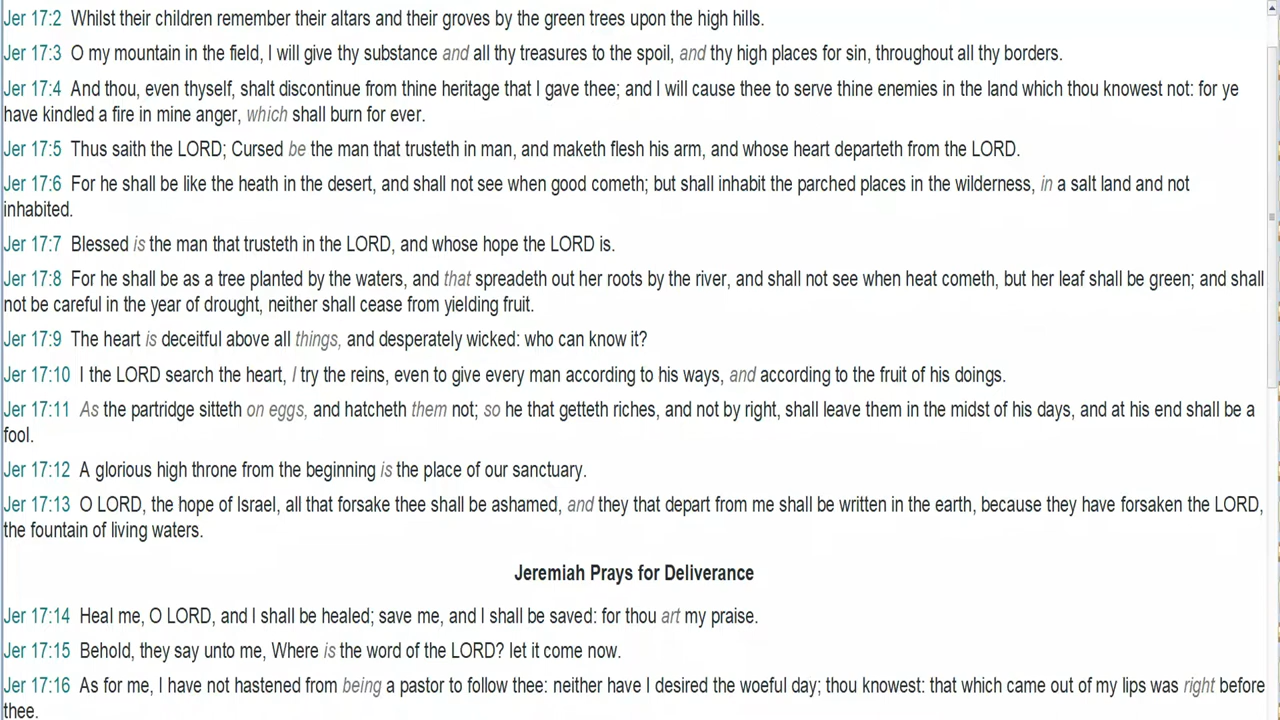 Jer 17:2 Whilst their children remember their altars and their groves by the green trees upon the high hills.
Jer 17:3 O my mountain in the field, I will give thy substance and all thy treasures to the spoil, and thy high places for sin, throughout all thy borders.
Jer 17:4 And thou, even thyself, shalt discontinue from thine heritage that I gave thee; and I will cause thee to serve thine enemies in the land which thou knowest not: for ye
have kindled a fire in mine anger, which shall burn for ever.
Jer 17:5 Thus saith the LORD; Cursed be the man that trusteth in man, and maketh flesh his arm, and whose heart departeth from the LORD.
Jer 17:6 For he shall be like the heath in the desert, and shall not see when good cometh; but shall inhabit the parched places in the wilderness, in a salt land and not
inhabited.
Jer 17:7 Blessed is the man that trusteth in the LORD, and whose hope the LORD is.
Jer 17:8 For he shall be as a tree planted by the waters, and that spreadeth out her roots by the river, and shall not see when heat cometh, but her leaf shall be green; and shall
not be careful in the year of drought, neither shall cease from yielding fruit.
Jer 17:9 The heart is deceitful above all things, and desperately wicked: who can know it?
Jer 17:10 I the LORD search the heart, I try the reins, even to give every man according to his ways, and according to the fruit of his doings.
Jer 17:11 As the partridge sitteth on eggs, and hatcheth them not; so he that getteth riches, and not by right, shall leave them in the midst of his days, and at his end shall be a
fool.
Jer 17:12 A glorious high throne from the beginning is the place of our sanctuary.
Jer 17:13 O LORD, the hope of Israel, all that forsake thee shall be ashamed, and they that depart from me shall be written in the earth, because they have forsaken the LORD,
the fountain of living waters.
Jeremiah Prays for Deliverance
Jer 17:14 Heal me, O LORD, and I shall be healed; save me, and I shall be saved: for thou art my praise.
Jer 17:15 Behold, they say unto me, Where is the word of the LORD? let it come now.
Jer 17:16 As for me, I have not hastened from being a pastor to follow thee: neither have I desired the woeful day; thou knowest: that which came out of my lips was right before
thee.